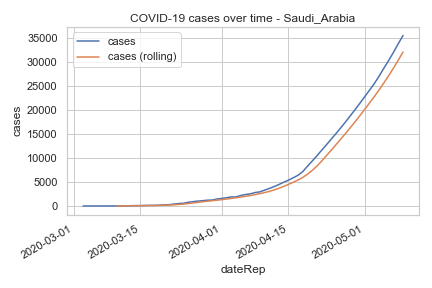 COVID-19 cases over time - Saudi_Arabia
cases
cases (rolling)
35000
30000
25000
20000
15000
10000
5000
0
cases
2020-03-01
2020-03-15
2020-04-01
2020-04-15
2020-05-01
dateRep